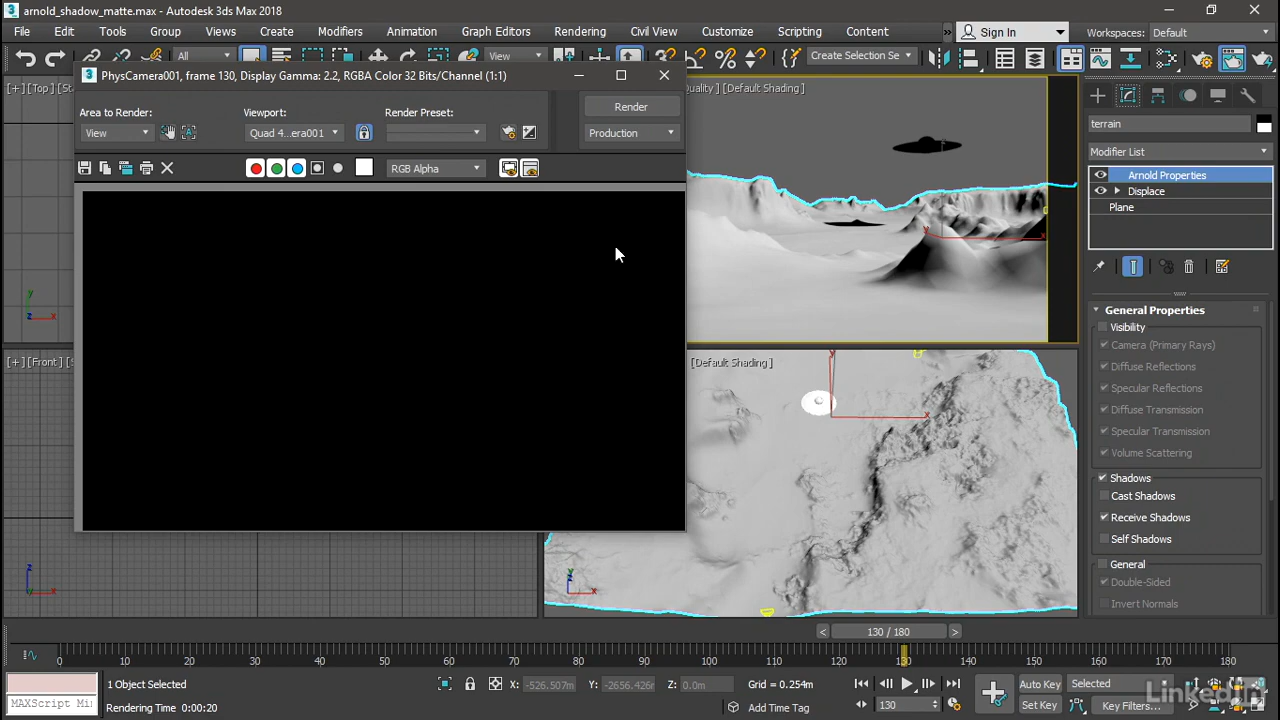 arnold_shadow_matte.max - Autodesk 3ds Max 2018
File Edit Tools Group Views Create Modifiers Animation Graph Editors Rendering Civil View Customize Scripting Content » Sign In Workspaces: Default
All View Create Selection Se
PhysCamera001, frame 130, Display Gamma: 2.2, RGBA Color 32 Bits/Channel (1:1)
Area to Render: Viewport: Render Preset: Render
View Quad 4...era001 Production
RGB Alpha
[+] [Top] [St
uality ] [Default Shading ]
[+] [Front] [S
[Default Shading ]
terrain
Modifier List
Arnold Properties
Displace
Plane
General Properties
Visibility
Camera (Primary Rays)
Diffuse Reflections
Specular Reflections
Diffuse Transmission
Specular Transmission
Volume Scattering
Shadows
Cast Shadows
Receive Shadows
Self Shadows
General
Double-Sided
Invert Normals
< 130 / 180 >
0 10 20 30 40 50 60 70 80 90 100 110 120 130 140 150 160 170 180
1 Object Selected X: -526.507m Y: -2656.426m Z: 0.0m Grid = 0.254m Auto Key Selected
MAXScript Mi
Rendering Time 0:00:20 Add Time Tag 130 Set Key Key Filters...
LinkedIn